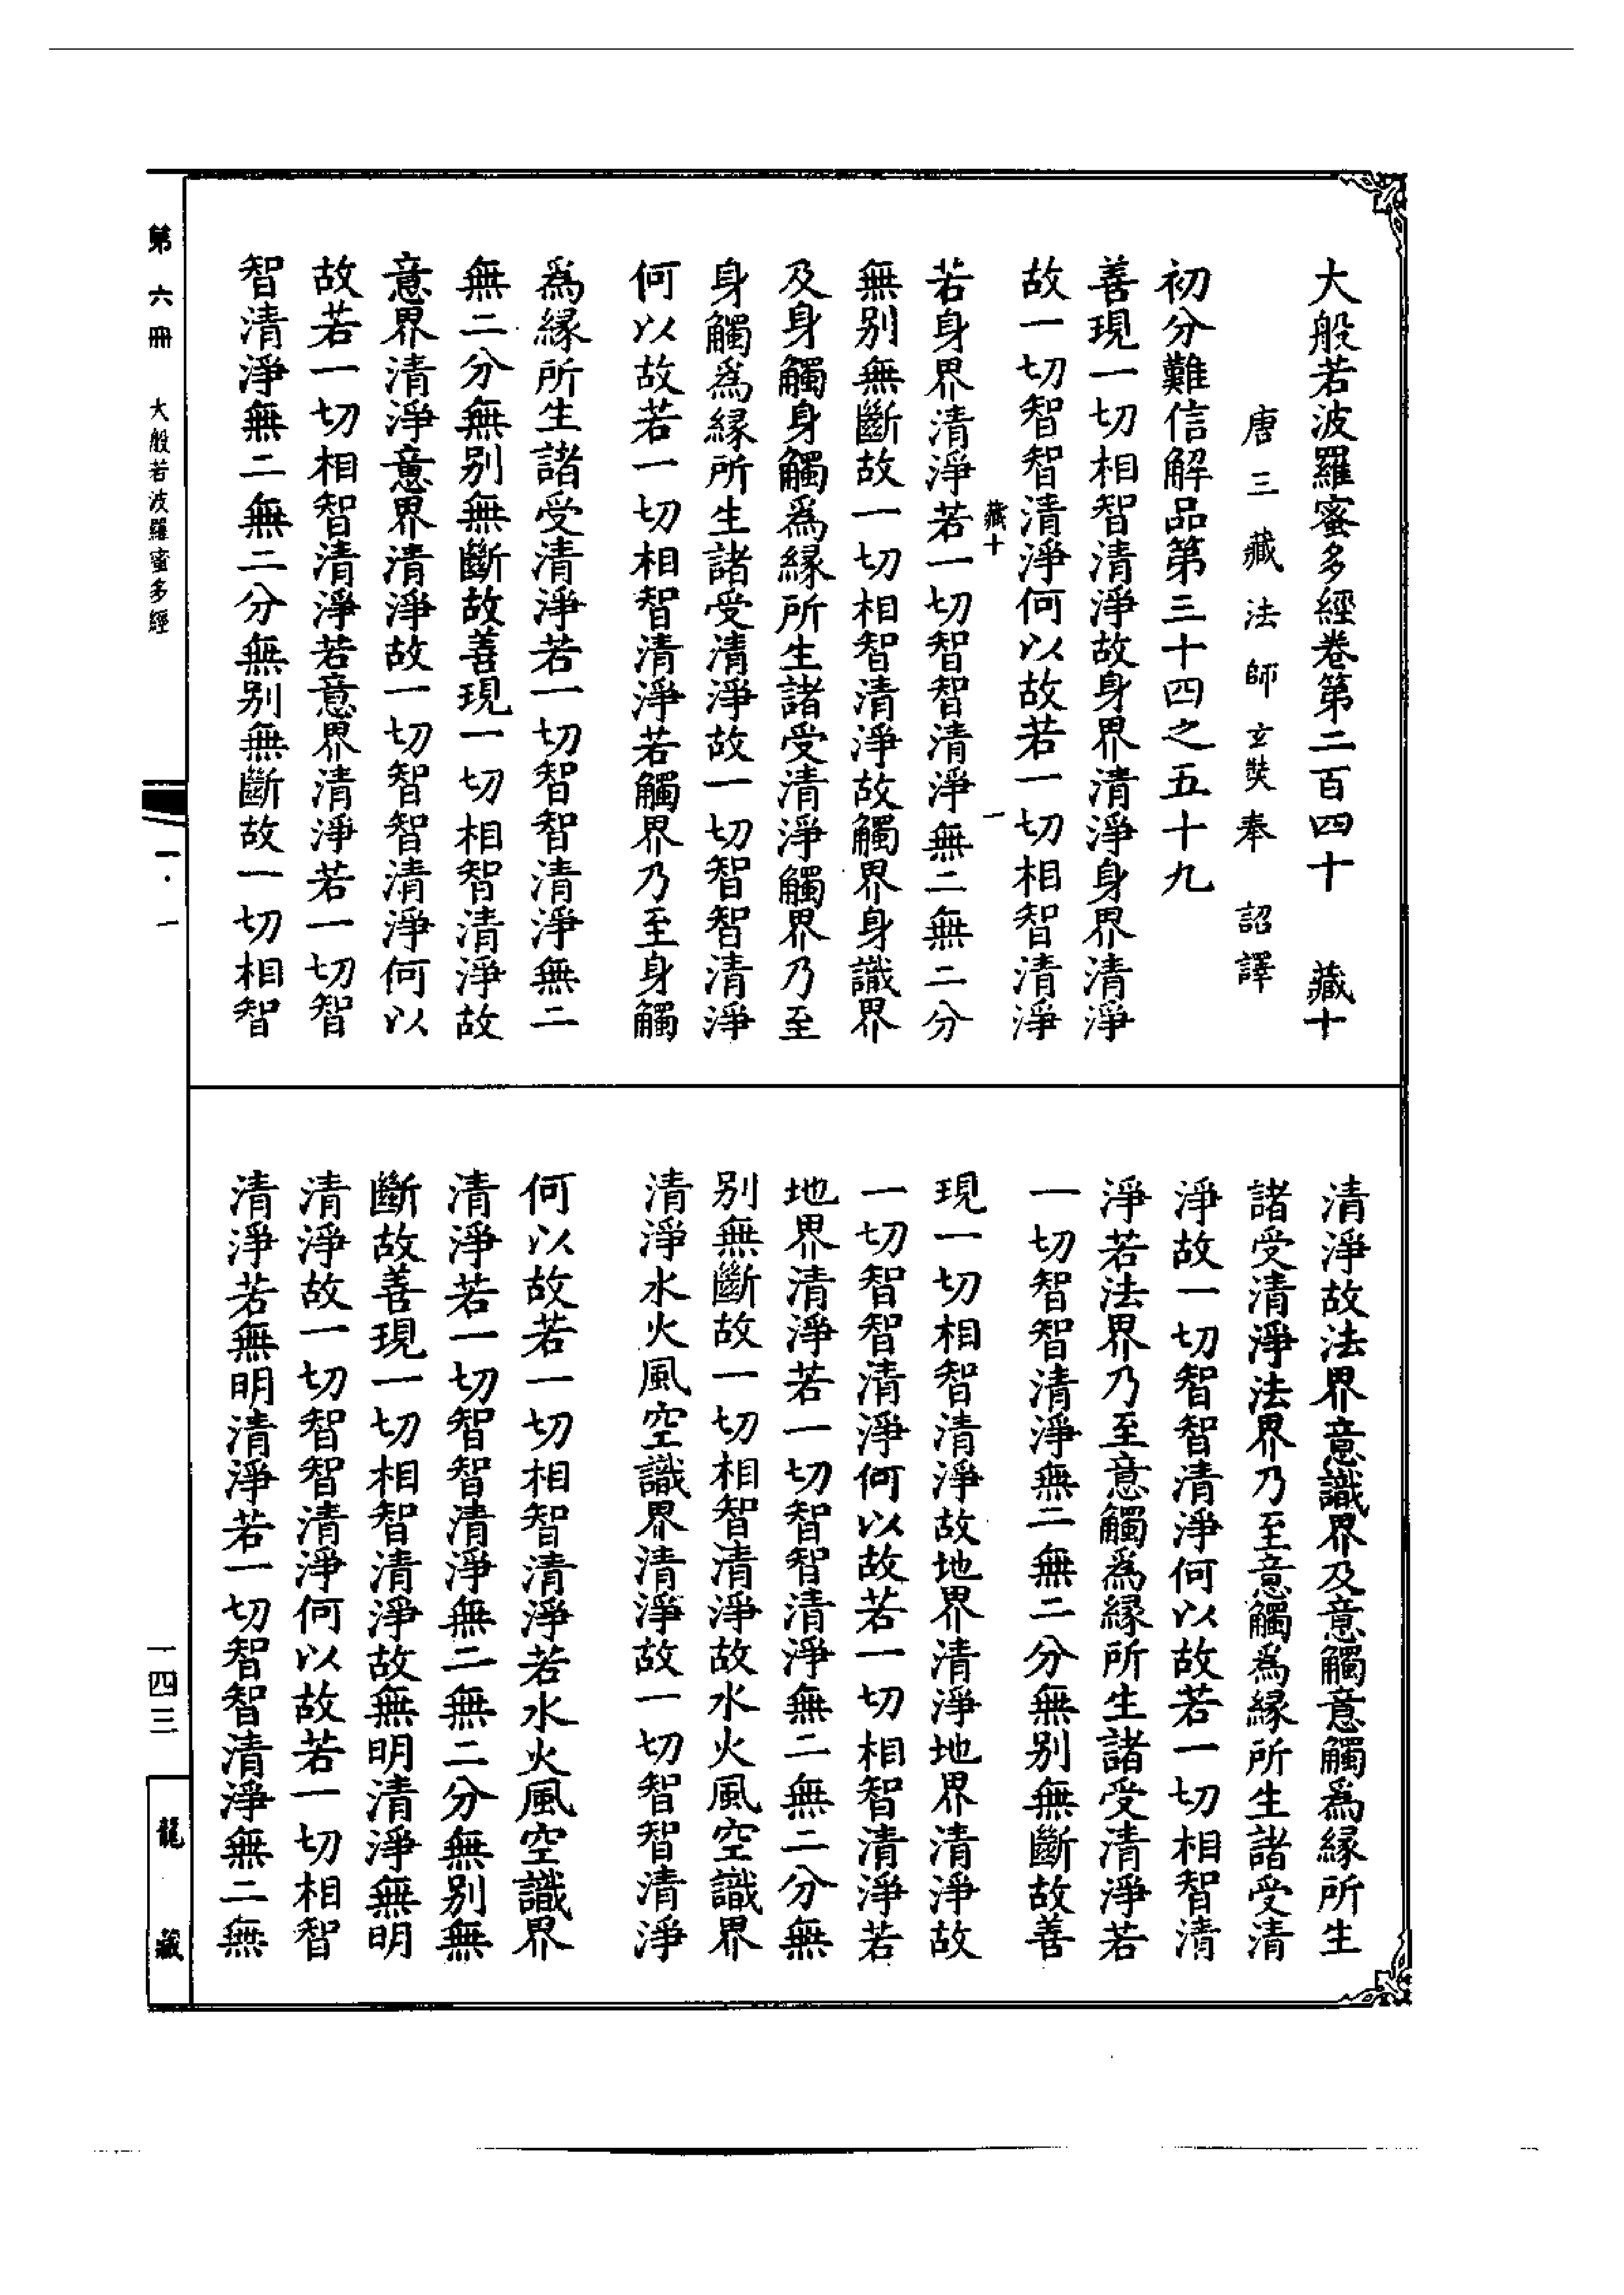 大般若波羅蜜多經卷第二百四十　藏十
唐三藏法師玄奘奉　詔譯
初分難信解品第三十四之五十九
善現一切相智清淨故身界清淨身界清淨
故一切智智清淨何以故若一切相智清淨
藏十　一
若身界清淨若一切智智清淨無二無二分
無別無斷故一切相智清淨故觸界身識界
及身觸身觸爲緣所生諸受清淨觸界乃至
身觸爲緣所生諸受清淨故一切智智清淨
何以故若一切相智清淨若觸界乃至身觸
爲緣所生諸受清淨若一切智智清淨無二
無二分無別無斷故善現一切相智清淨故
意界清淨意界清淨故一切智智清淨何以
故若一切相智清淨若意界清淨若一切智
智清淨無二無二分無別無斷故一切相智
清淨故法界意識界及意觸意觸爲緣所生
諸受清淨法界乃至意觸爲緣所生諸受清
淨故一切智智清淨何以故若一切相智清
淨若法界乃至意觸爲緣所生諸受清淨若
一切智智清淨無二無二分無別無斷故善
現一切相智清淨故地界清淨地界清淨故
一切智智清淨何以故若一切相智清淨若
地界清淨若一切智智清淨無二無二分無
別無斷故一切相智清淨故水火風空識界
清淨水火風空識界清淨故一切智智清淨
何以故若一切相智清淨若水火風空識界
清淨若一切智智清淨無二無二分無別無
斷故善現一切相智清淨故無明清淨無明
清淨故一切智智清淨何以故若一切相智
清淨若無明清淨若一切智智清淨無二無
第六冊　大般若波羅蜜多經
一·一
一四三
龍藏